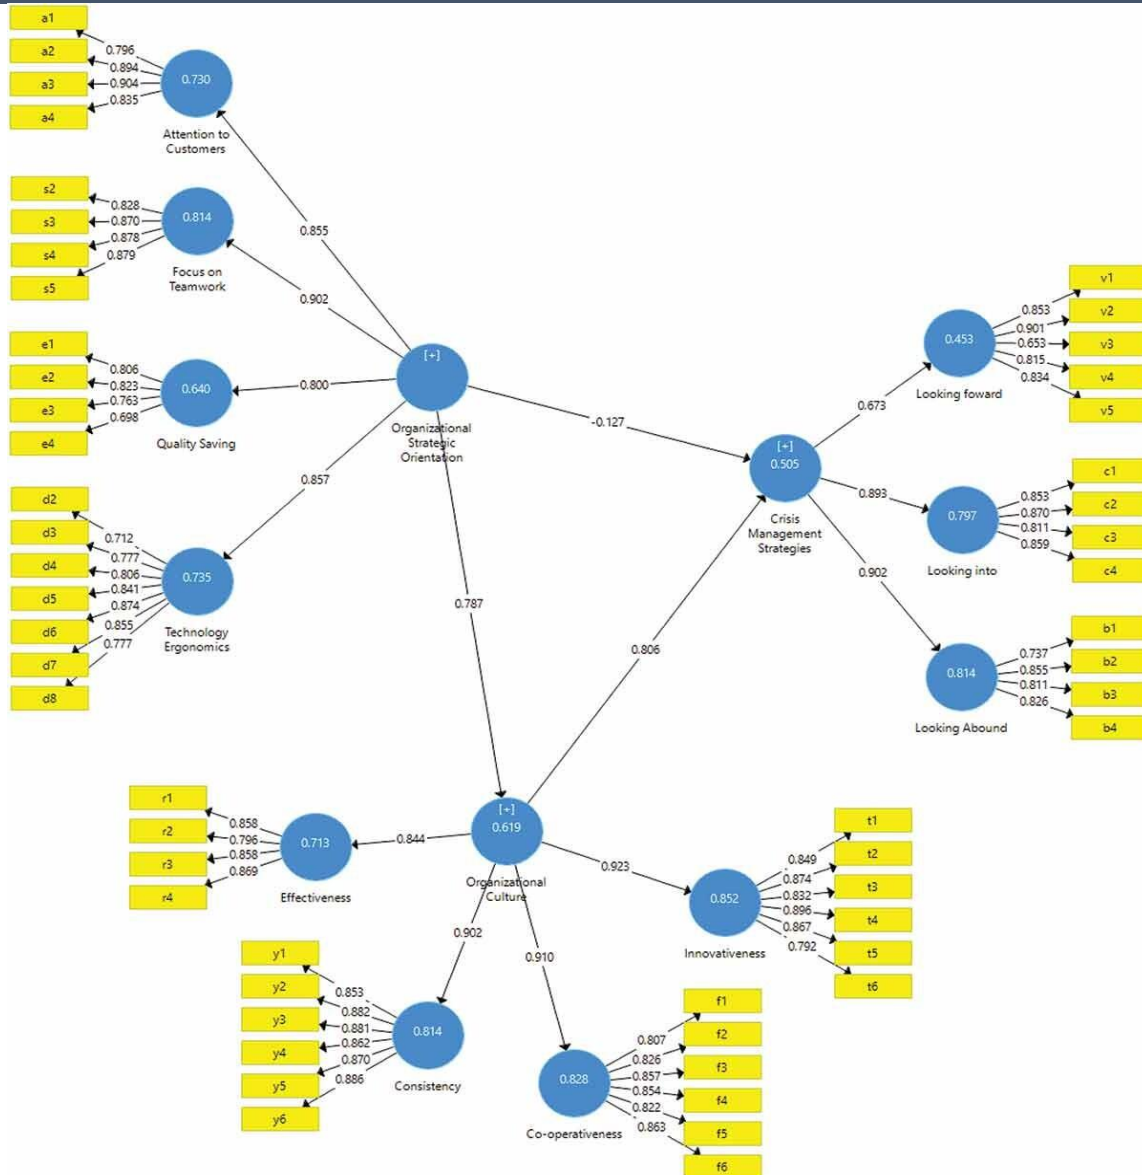 a1
a2
a3
a4
0.796
0.894
0.904
0.835
0.730
Attention to
Customers
s2
s3
s4
s5
0.828
0.870
0.878
0.879
0.814
Focus on
Teamwork
e1
e2
e3
e4
0.806
0.823
0.763
0.698
0.640
Quality Saving
d2
d3
d4
d5
d6
d7
d8
0.712
0.777
0.806
0.841
0.874
0.855
0.777
0.735
Technology
Ergonomics
0.855
0.902
0.800
0.857
[+]
Organizational
Strategic
Orientation
-0.127
0.787
0.806
[+]
0.505
Crisis
Management
Strategies
0.673
0.893
0.902
0.453
Looking foward
0.853
0.901
0.653
0.815
0.834
v1
v2
v3
v4
v5
0.797
Looking into
0.853
0.870
0.811
0.859
c1
c2
c3
c4
0.814
Looking Abound
0.737
0.855
0.811
0.826
b1
b2
b3
b4
[+]
0.619
Organizational
Culture
0.844
0.902
0.910
0.923
r1
r2
r3
r4
0.858
0.796
0.858
0.869
0.713
Effectiveness
y1
y2
y3
y4
y5
y6
0.853
0.882
0.881
0.862
0.870
0.886
0.814
Consistency
0.828
Co-operativeness
0.807
0.826
0.857
0.854
0.822
0.863
f1
f2
f3
f4
f5
f6
0.852
Innovativeness
0.849
0.874
0.832
0.896
0.867
0.792
t1
t2
t3
t4
t5
t6